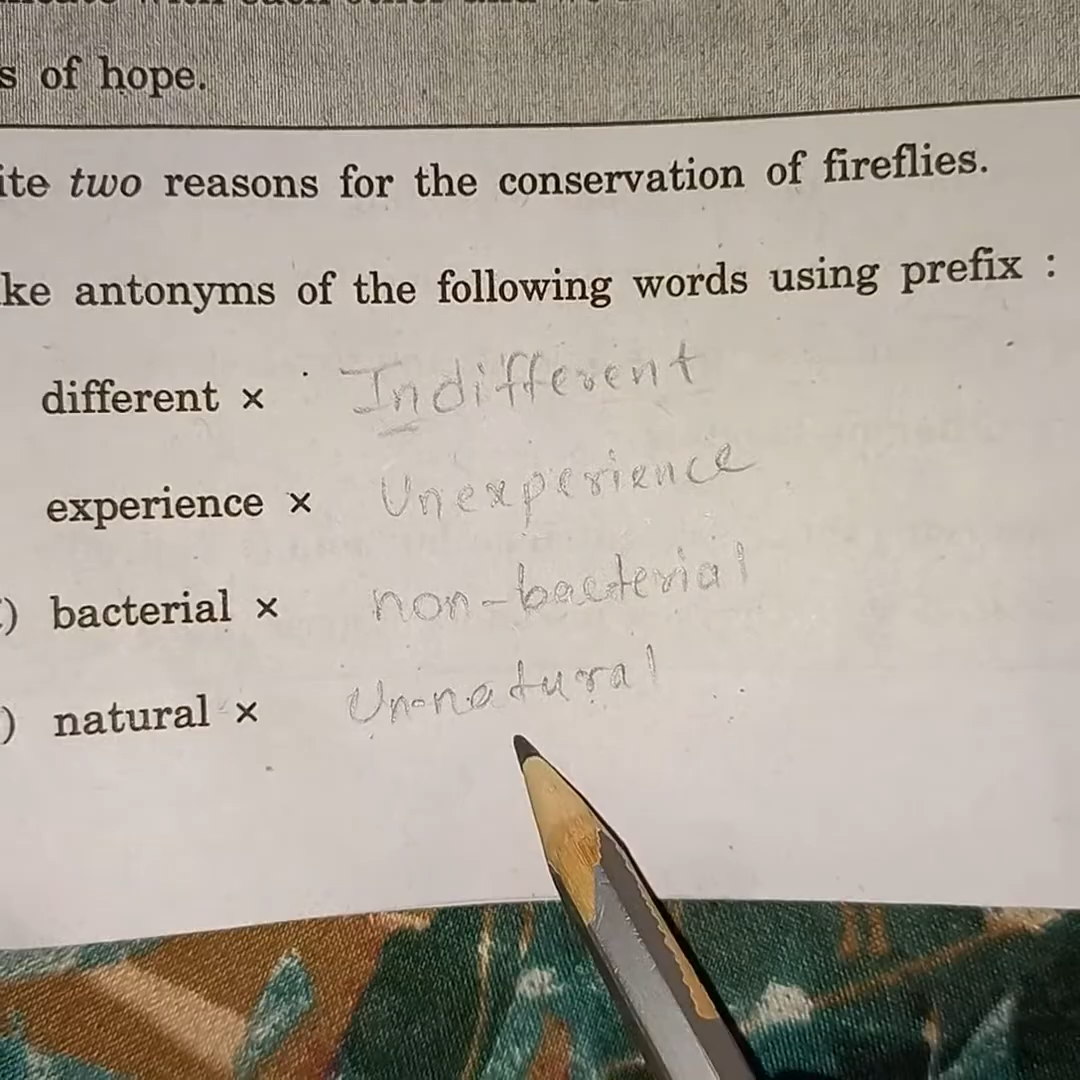 s of hope.
ite two reasons for the conservation of fireflies.
ke antonyms of the following words using prefix :
different × Indifferent
experience × Unexperience
) bacterial × non-bacterial
) natural × Un-natural